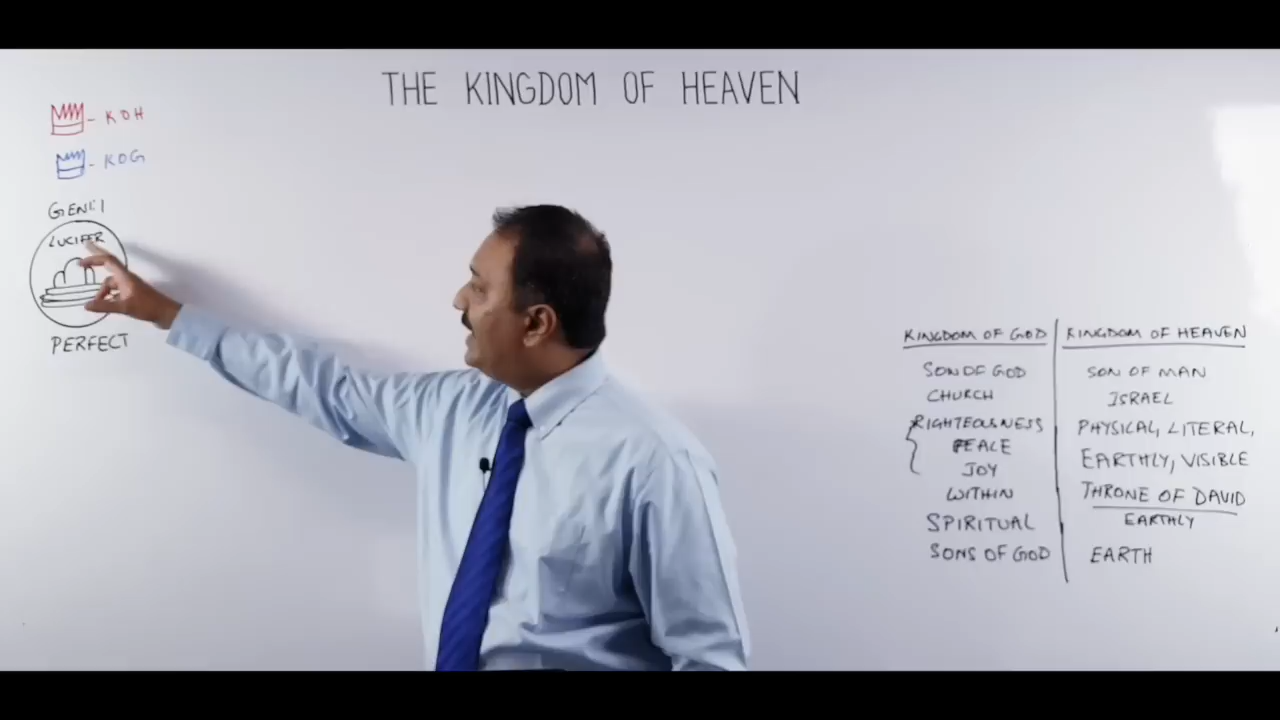 THE KINGDOM OF HEAVEN
- KOH
- KOG
GEN 1:1
LUCIFER
PERFECT
KINGDOM OF GOD
SON OF GOD
CHURCH
RIGHTEOUSNESS
PEACE
JOY
WITHIN
SPIRITUAL
SONS OF GOD
KINGDOM OF HEAVEN
SON OF MAN
ISRAEL
PHYSICAL, LITERAL,
EARTHLY, VISIBLE
THRONE OF DAVID
EARTHLY
EARTH